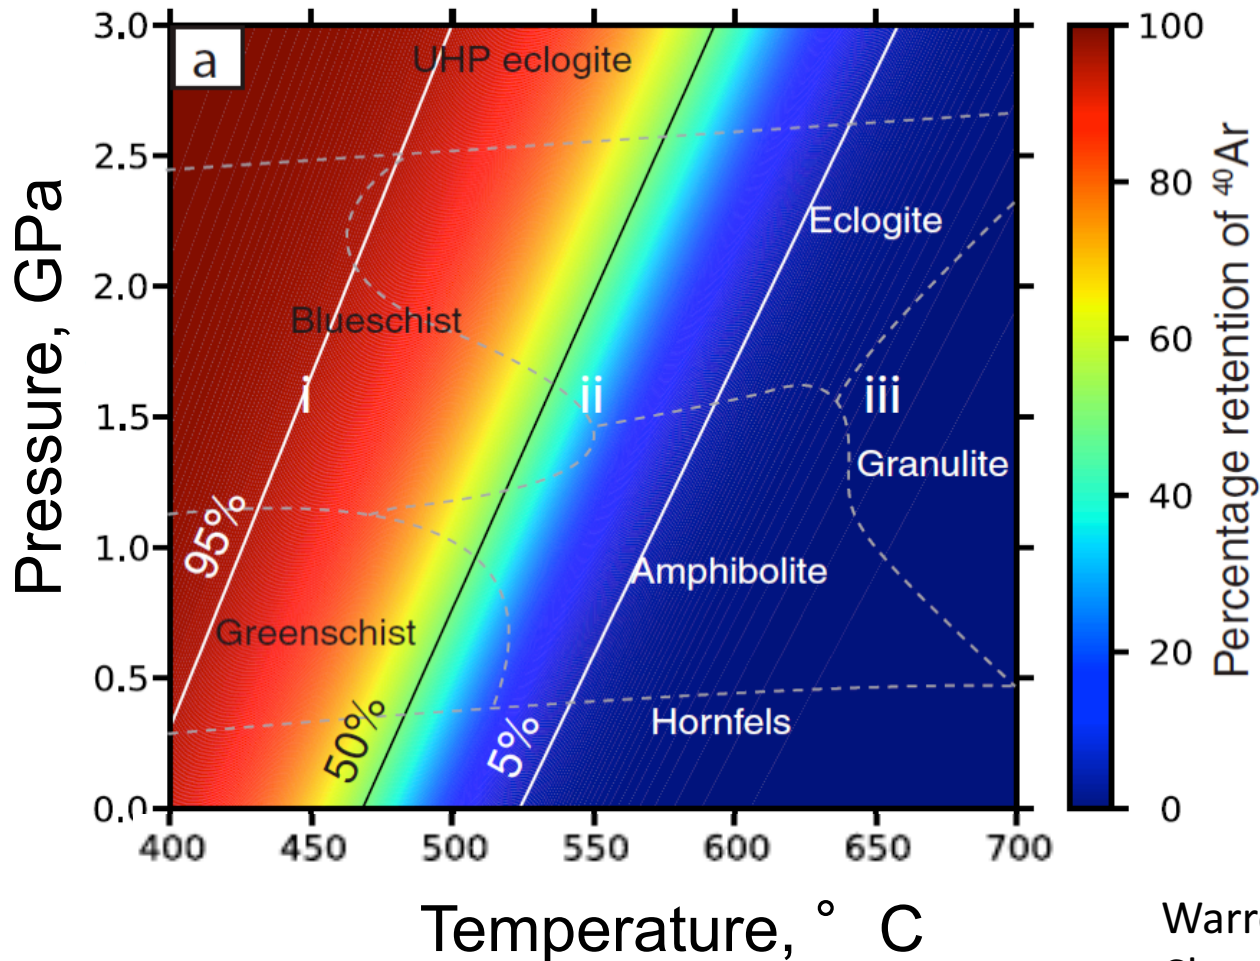 a
UHP eclogite
Eclogite
Blueschist
i
ii
iii
Granulite
95%
Amphibolite
Greenschist
50%
5%
Hornfels
3.0
2.5
2.0
1.5
1.0
0.5
0.0
Pressure, GPa
400 450 500 550 600 650 700
Temperature, ° C
100
80
60
40
20
0
Percentage retention of ⁴⁰Ar